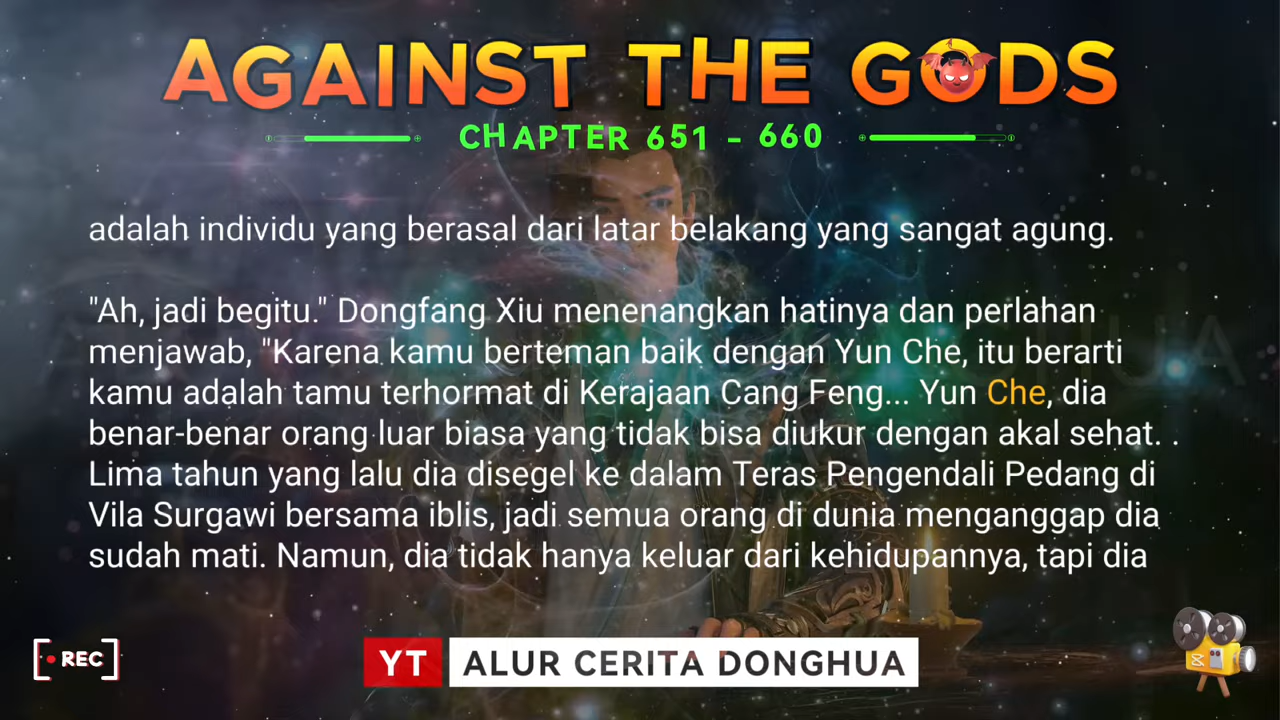 AGAINST THE GODS
CHAPTER 651 - 660
adalah individu yang berasal dari latar belakang yang sangat agung.
"Ah, jadi begitu." Dongfang Xiu menenangkan hatinya dan perlahan
menjawab, "Karena kamu berteman baik dengan Yun Che, itu berarti
kamu adalah tamu terhormat di Kerajaan Cang Feng... Yun Che, dia
benar-benar orang luar biasa yang tidak bisa diukur dengan akal sehat. .
Lima tahun yang lalu dia disegel ke dalam Teras Pengendali Pedang di
Vila Surgawi bersama iblis, jadi semua orang di dunia menganggap dia
sudah mati. Namun, dia tidak hanya keluar dari kehidupannya, tapi dia
REC
YT ALUR CERITA DONGHUA